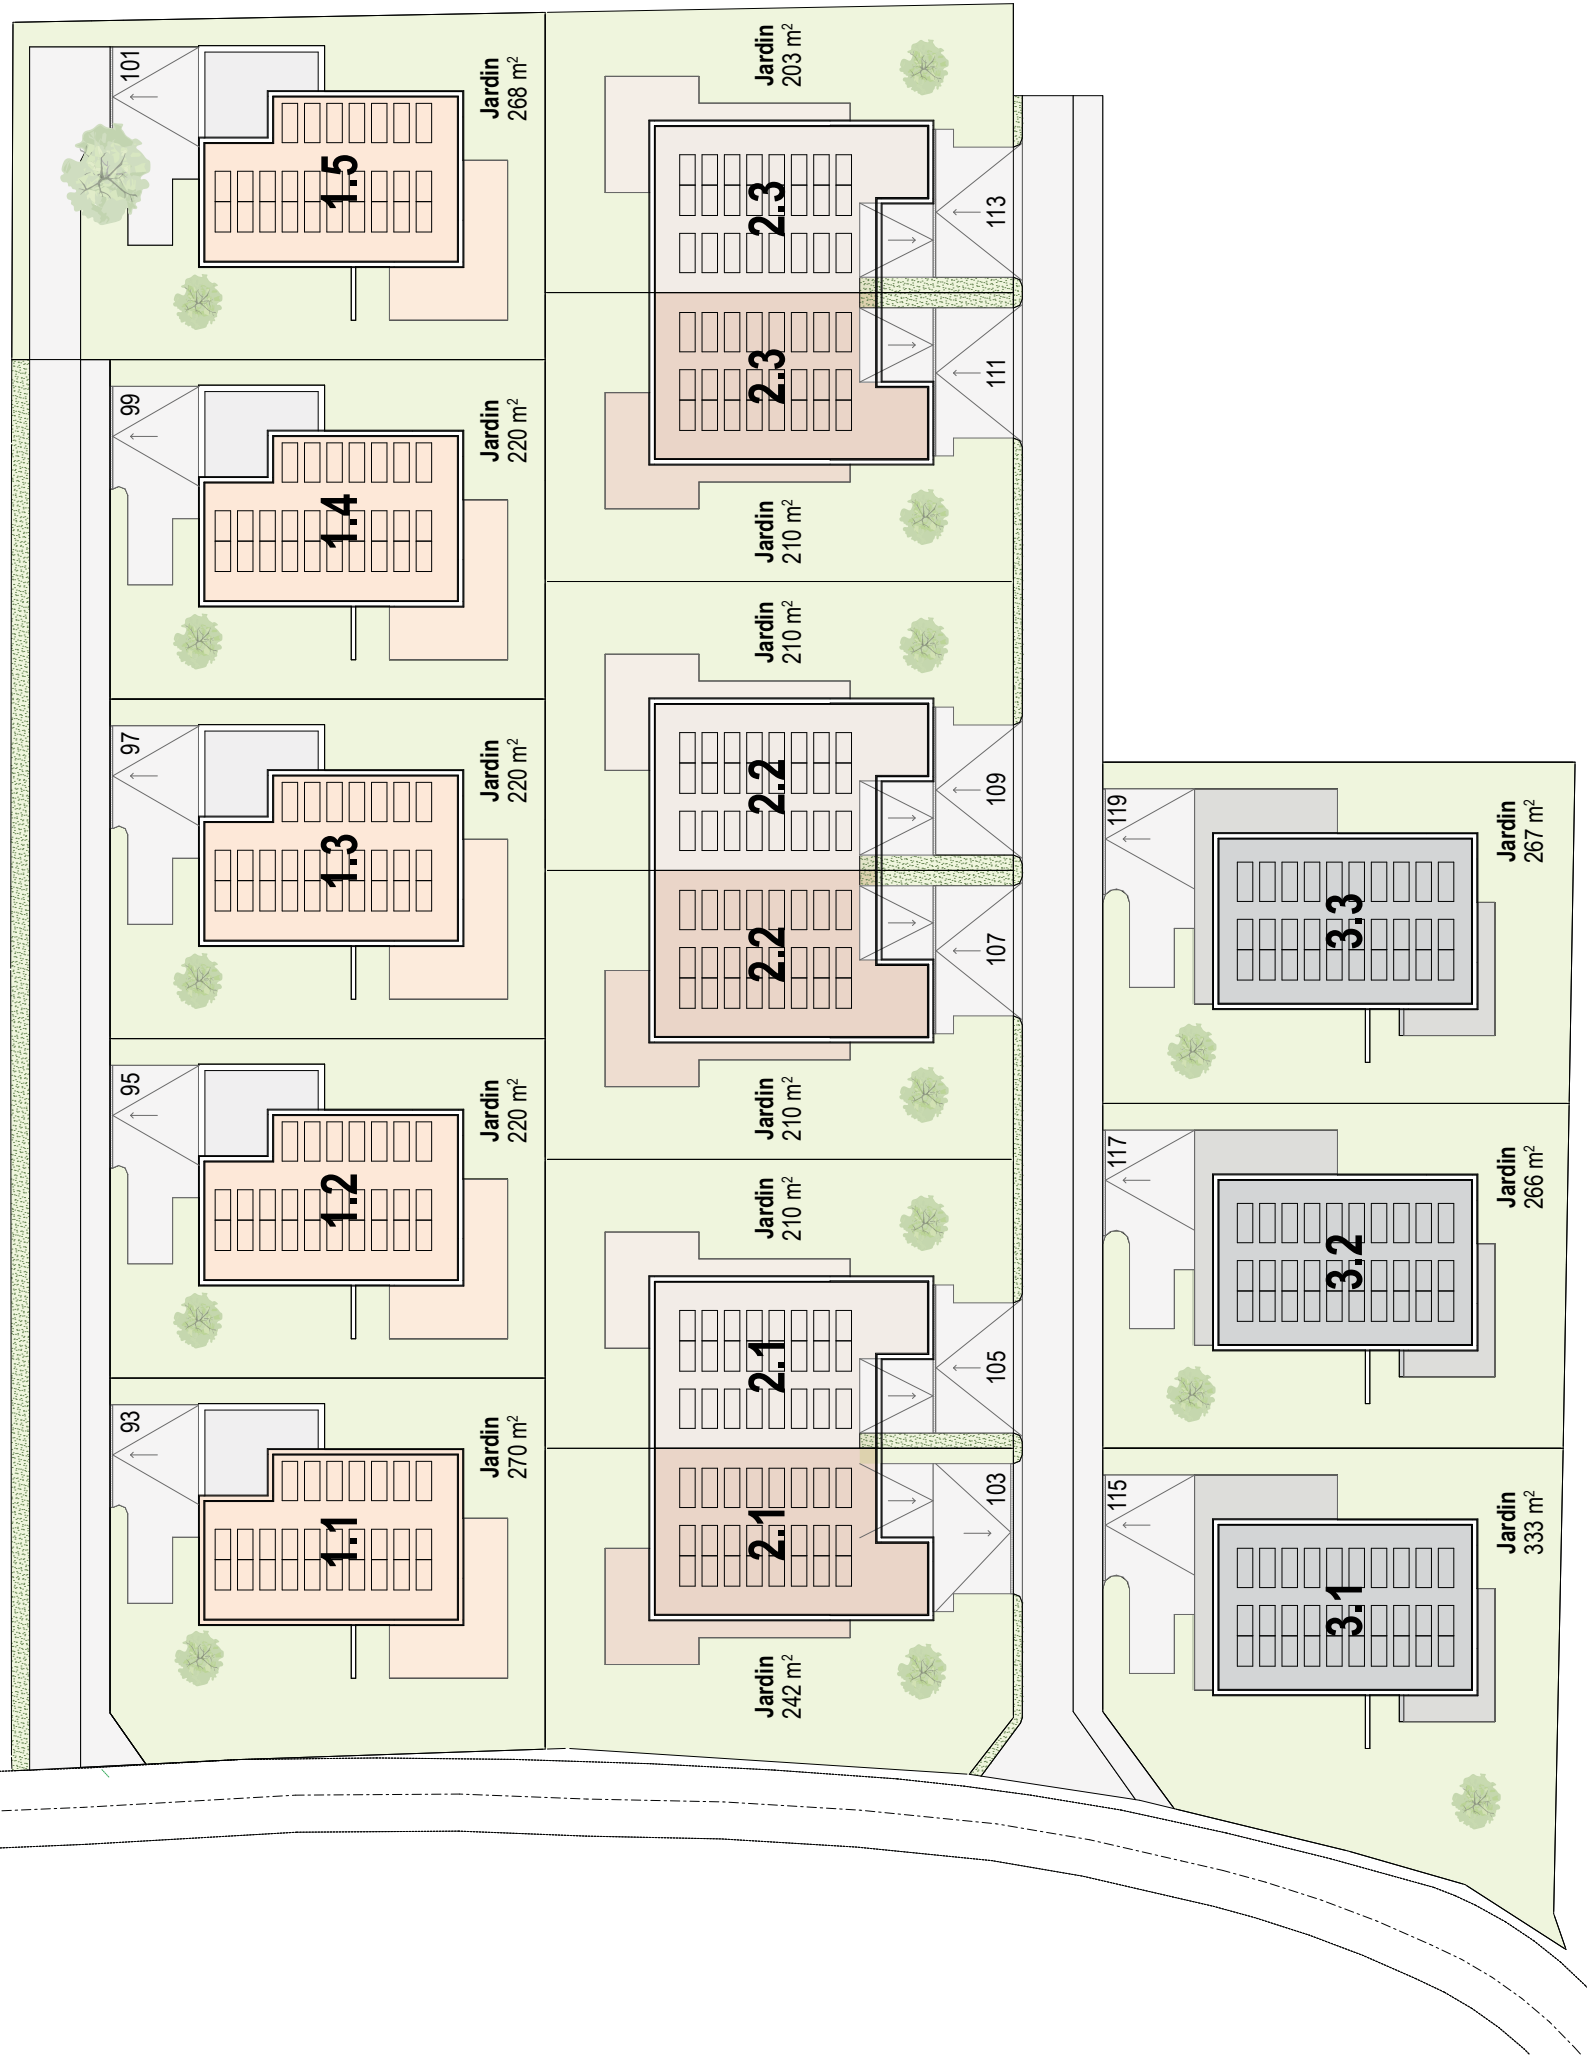 101
1.5
Jardin
268 m²
99
1.4
Jardin
220 m²
97
1.3
Jardin
220 m²
95
1.2
Jardin
220 m²
93
1.1
Jardin
270 m²
Jardin
203 m²
2.3
113
2.3
111
Jardin
210 m²
Jardin
210 m²
2.2
109
2.2
107
Jardin
210 m²
Jardin
210 m²
2.1
105
2.1
103
Jardin
242 m²
119
3.3
Jardin
267 m²
117
3.2
Jardin
266 m²
115
3.1
Jardin
333 m²